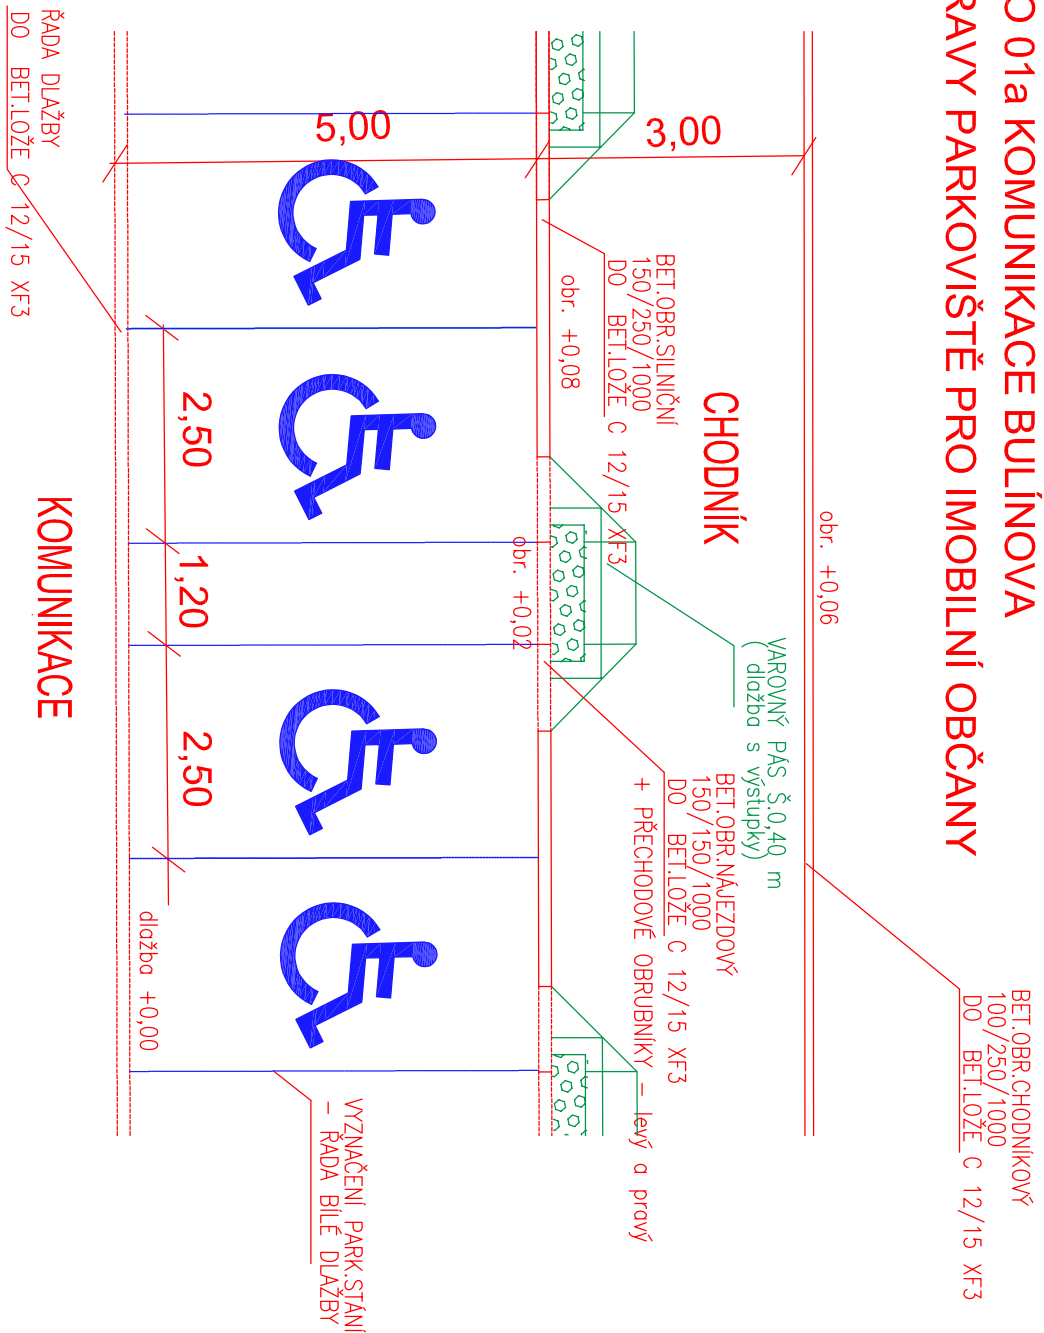 O 01a KOMUNIKACE BULÍNOVA
RAVY PARKOVIŠTĚ PRO IMOBILNÍ OBČANY
BET.OBR.CHODNÍKOVÝ
100/250/1000
DO BET.LOŽE C 12/15 XF3
obr. +0,06
3,00
CHODNÍK
VAROVNÝ PÁS Š.0,40 m
( dlažba s výstupky)
BET.OBR.NÁJEZDOVÝ
150/150/1000
DO BET.LOŽE C 12/15 XF3
+ PŘECHODOVÉ OBRUBNÍKY – levý a pravý
BET.OBR.SILNIČNÍ
150/250/1000
DO BET.LOŽE C 12/15 XF3
obr. +0,08
obr. +0,02
5,00
VYZNAČENÍ PARK.STÁNÍ
– ŘADA BÍLÉ DLAŽBY
2,50
1,20
2,50
dlažba +0,00
KOMUNIKACE
ŘADA DLAŽBY
DO BET.LOŽE C 12/15 XF3